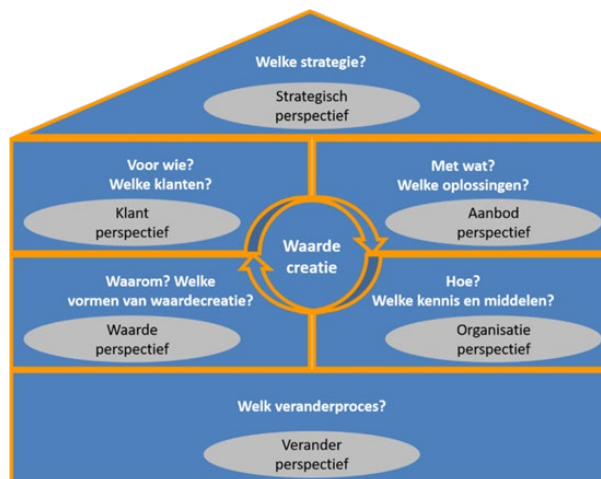 Welke strategie?
Strategisch
perspectief
Voor wie?
Welke klanten?
Klant
perspectief
Met wat?
Welke oplossingen?
Aanbod
perspectief
Waarde
creatie
Waarom? Welke
vormen van waardecreatie?
Waarde
perspectief
Hoe?
Welke kennis en middelen?
Organisatie
perspectief
Welk veranderproces?
Verander
perspectief